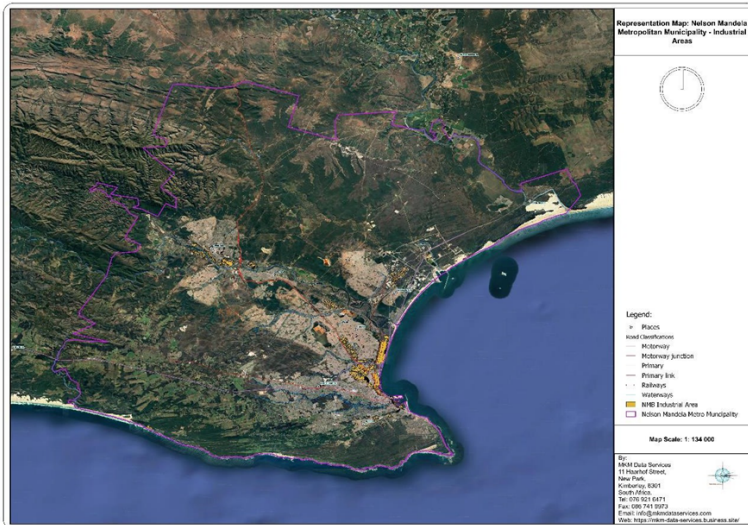 Representation Map: Nelson Mandela
Metropolitan Municipality - Industrial
Areas
Legend:
Places
Road Classifications
Motorway
Motorway junction
Primary
Primary link
Railways
Waterways
NMB Industrial Area
Nelson Mandela Metro Municpality
Map Scale: 1: 134 000
By:
MKM Data Services
11 Haarhof Street,
New Park,
Kimberley, 8301
South Africa.
Tel: 076 921 6471
Fax: 086 741 9973
Email: info@mkmdataservices.com
Web: https://mkm-data-services.business.site/